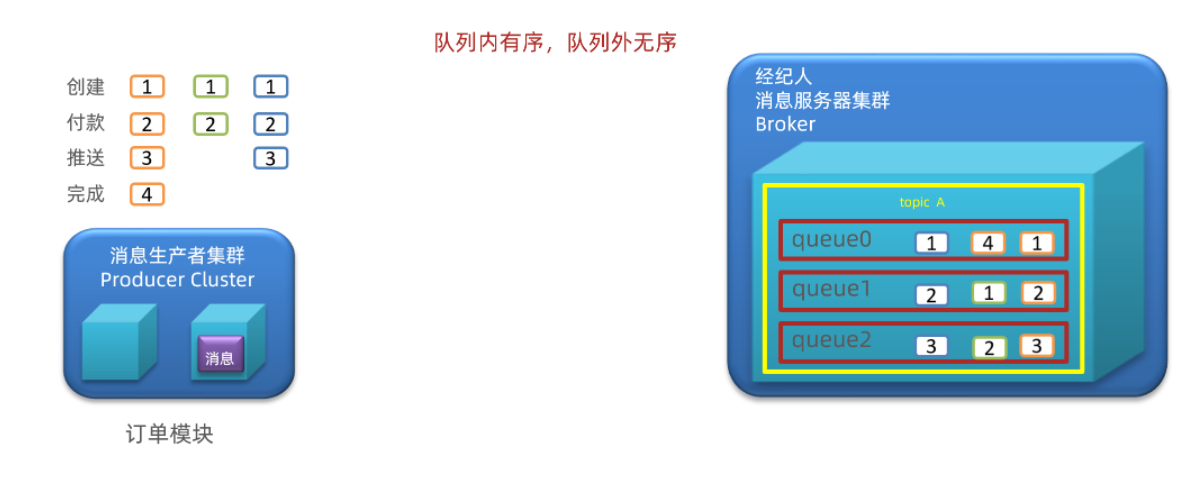 队列内有序，队列外无序
创建 1 1 1
付款 2 2 2
推送 3 3
完成 4
消息生产者集群
Producer Cluster
消息
订单模块
经纪人
消息服务器集群
Broker
topic A
queue0 1 4 1
queue1 2 1 2
queue2 3 2 3